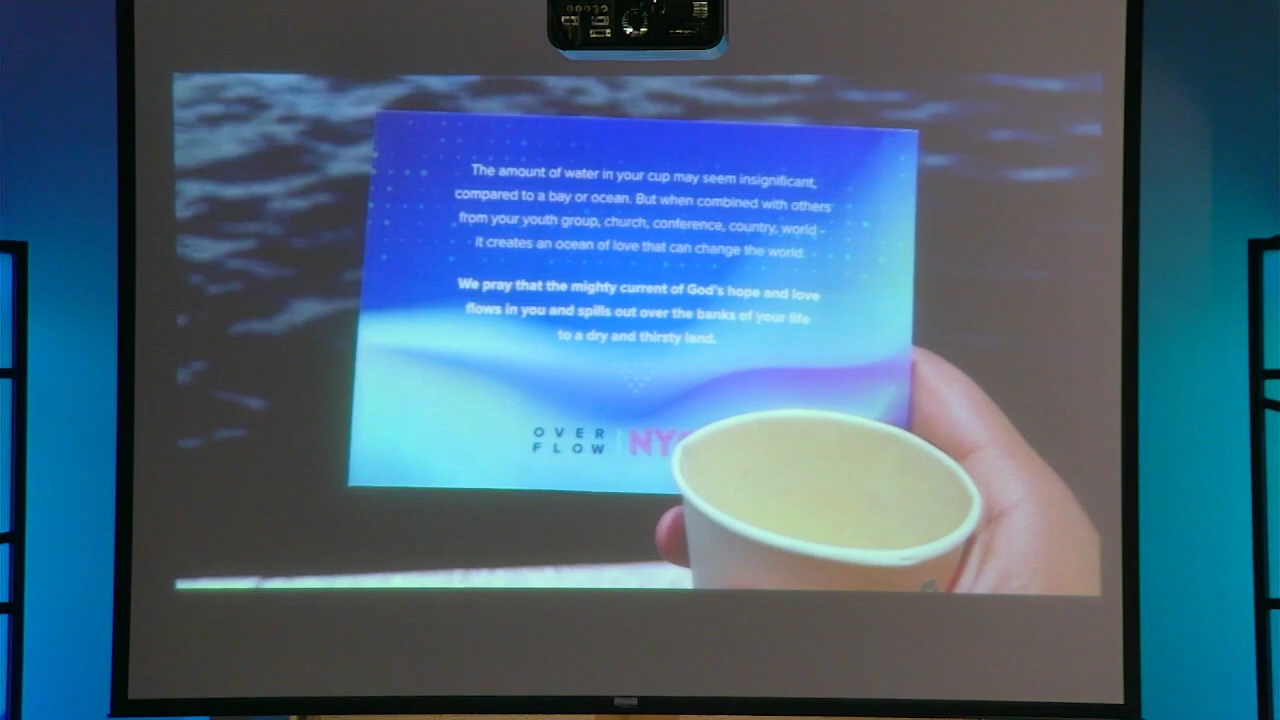 The amount of water in your cup may seem insignificant,
compared to a bay or ocean. But when combined with others
from your youth group, church, conference, country, world -
it creates an ocean of love that can change the world.
We pray that the mighty current of God's hope and love
flows in you and spills out over the banks of your life
to a dry and thirsty land.
OVER
FLOW
NY